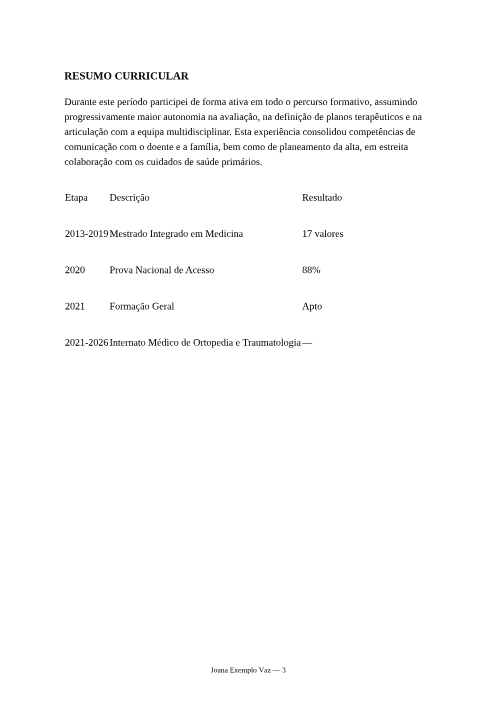 RESUMO CURRICULAR
Durante este período participei de forma ativa em todo o percurso formativo, assumindo
progressivamente maior autonomia na avaliação, na definição de planos terapêuticos e na
articulação com a equipa multidisciplinar. Esta experiência consolidou competências de
comunicação com o doente e a família, bem como de planeamento da alta, em estreita
colaboração com os cuidados de saúde primários.
Etapa Descrição Resultado
2013-2019 Mestrado Integrado em Medicina 17 valores
2020 Prova Nacional de Acesso 88%
2021 Formação Geral Apto
2021-2026 Internato Médico de Ortopedia e Traumatologia —
Joana Exemplo Vaz — 3